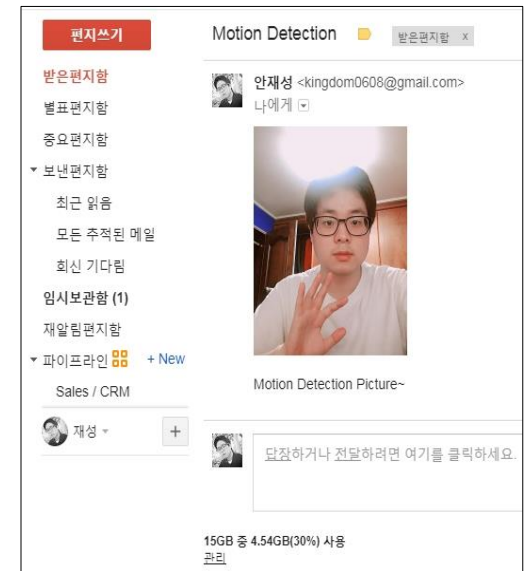 편지쓰기
받은편지함
별표편지함
중요편지함
보낸편지함
최근 읽음
모든 추적된 메일
회신 기다림
임시보관함 (1)
재알림편지함
파이프라인 + New
Sales / CRM
재성
+
Motion Detection 받은편지함 x
안재성 <kingdom0608@gmail.com>
나에게
Motion Detection Picture~
답장하거나 전달하려면 여기를 클릭하세요.
15GB 중 4.54GB(30%) 사용
관리